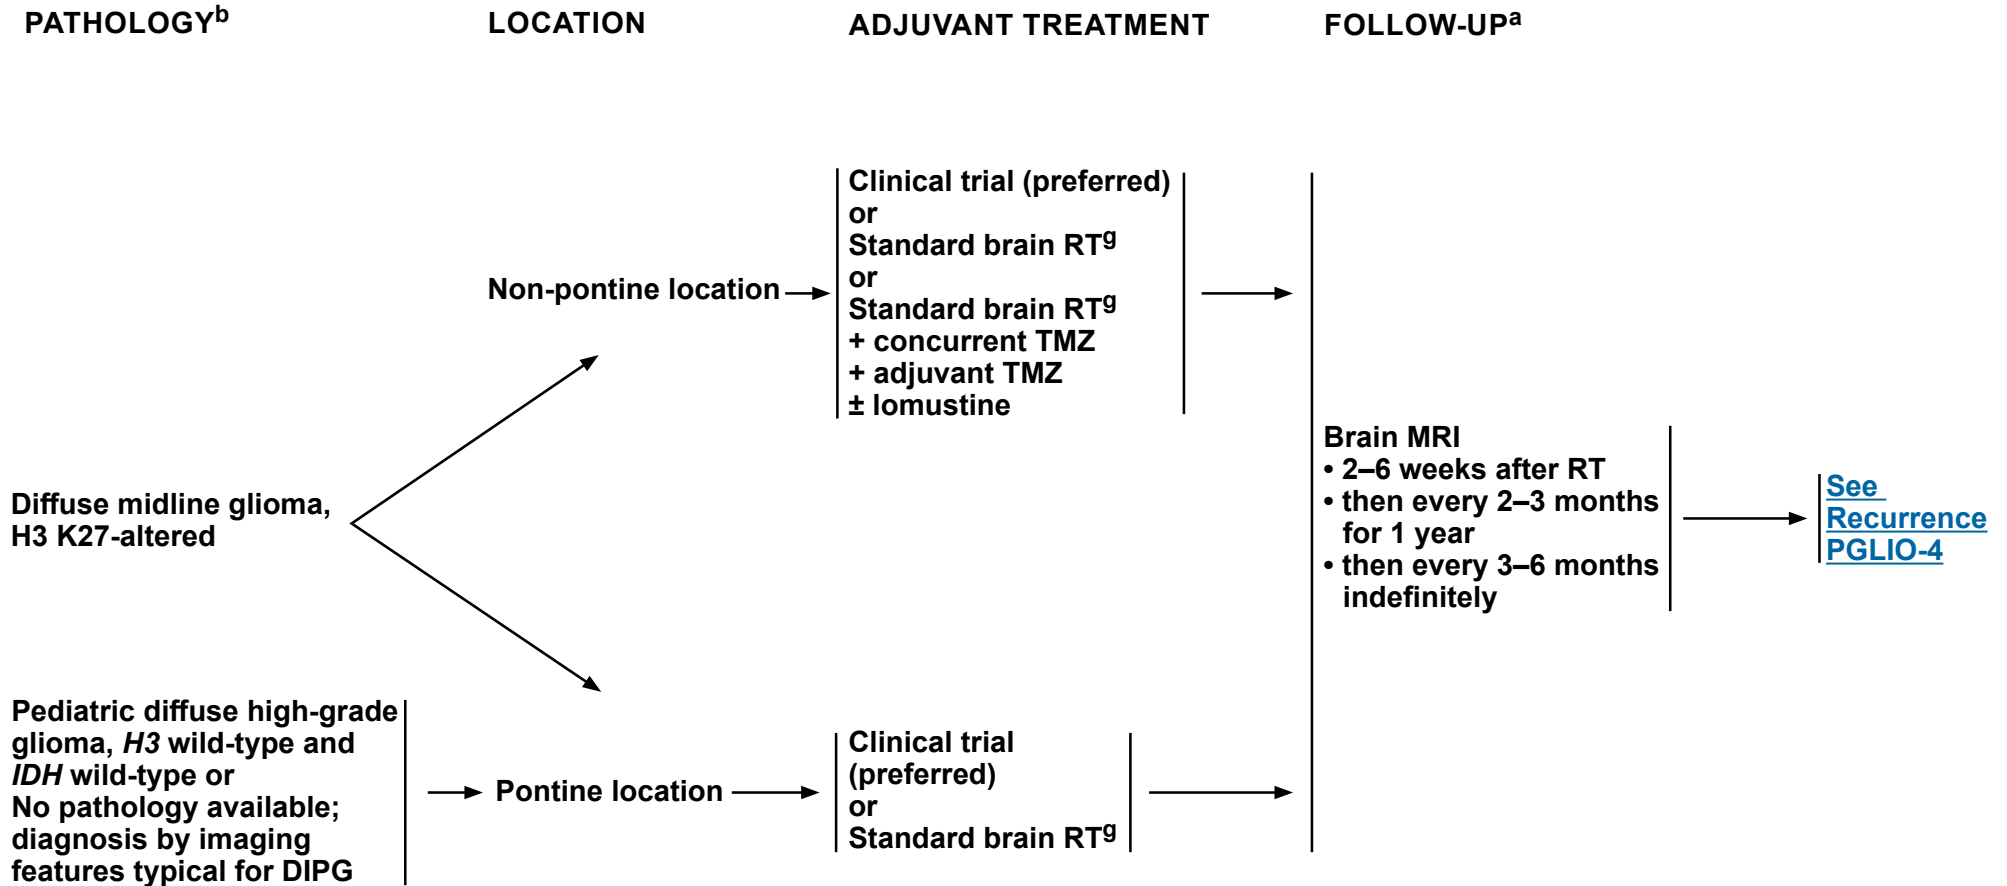 PATHOLOGYb
LOCATION
ADJUVANT TREATMENT
FOLLOW-UPa
Clinical trial (preferred)
or
Standard brain RTg
or
Standard brain RTg
+ concurrent TMZ
+ adjuvant TMZ
± lomustine
Non-pontine location
Diffuse midline glioma,
H3 K27-altered
Brain MRI
• 2–6 weeks after RT
• then every 2–3 months
for 1 year
• then every 3–6 months
indefinitely
See
Recurrence
PGLIO-4
Pediatric diffuse high-grade
glioma, H3 wild-type and
IDH wild-type or
No pathology available;
diagnosis by imaging
features typical for DIPG
Pontine location
Clinical trial
(preferred)
or
Standard brain RTg